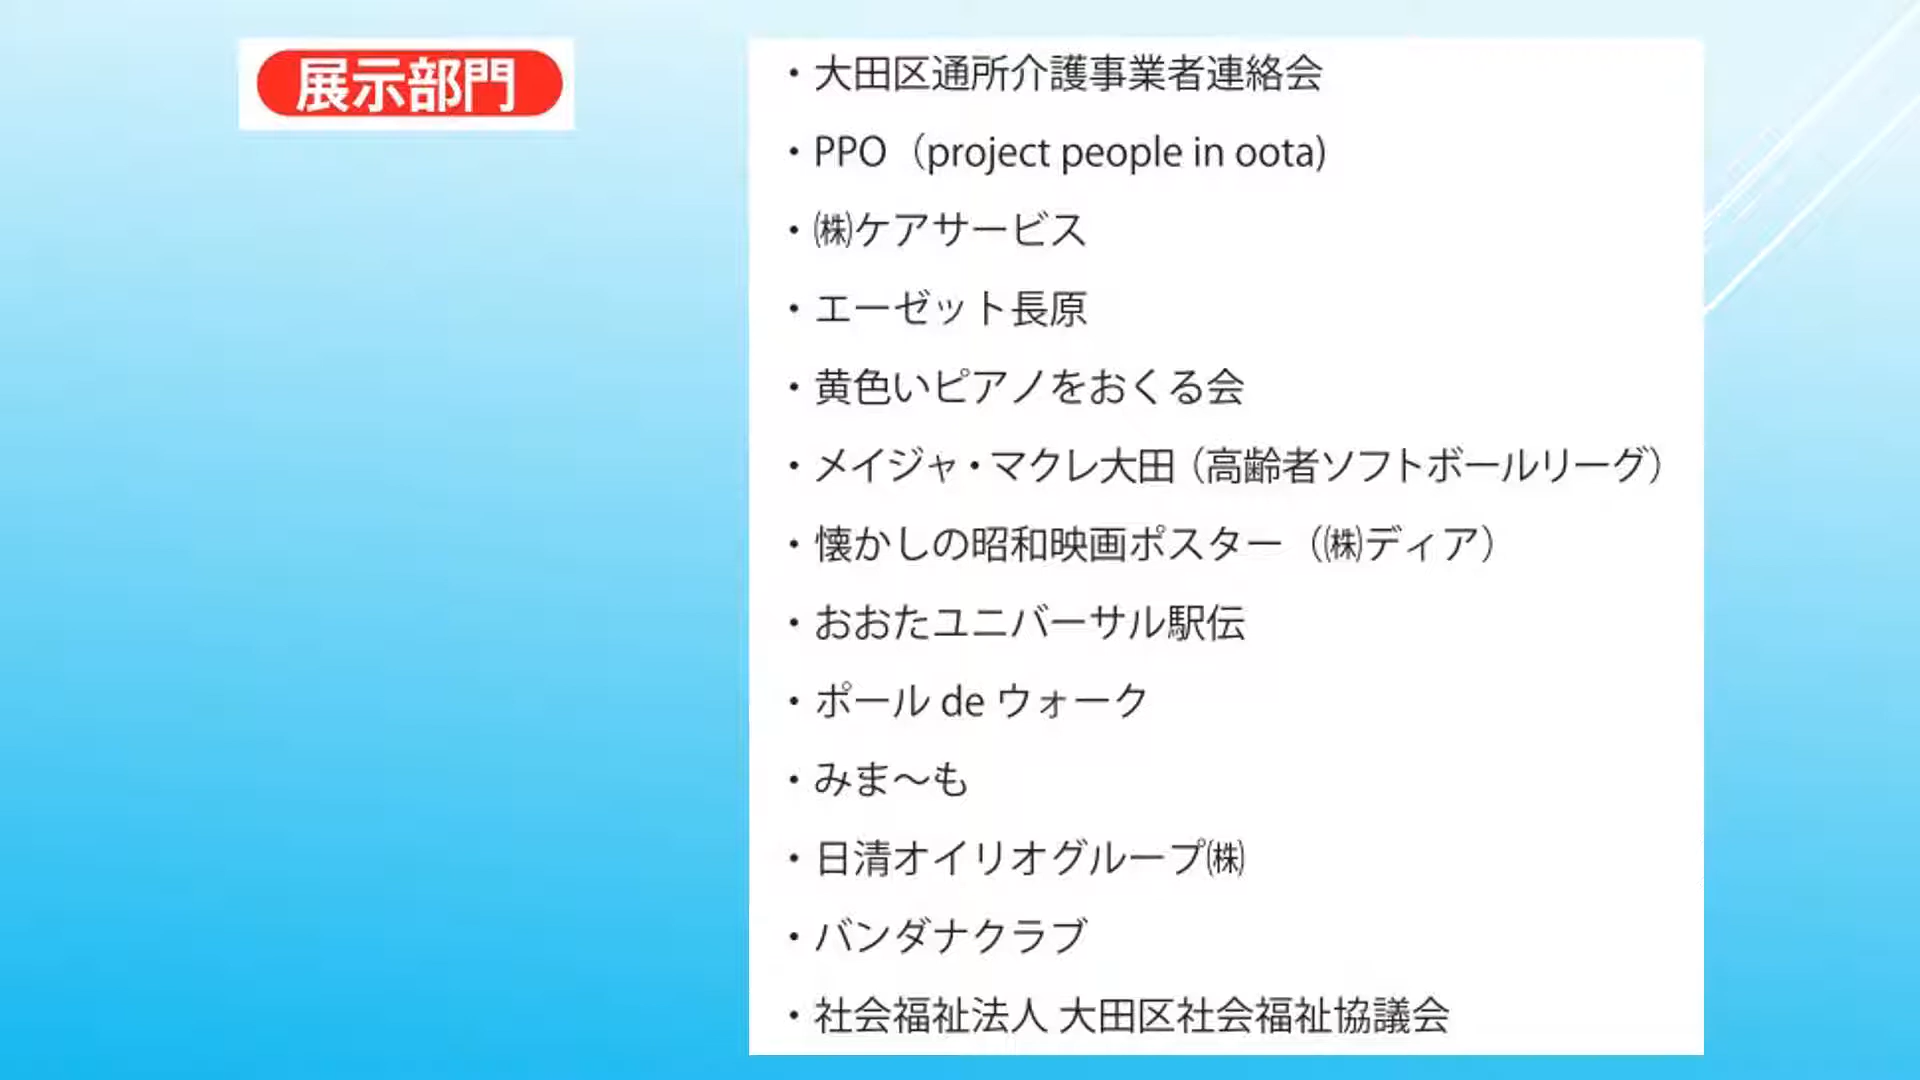 展示部門
・大田区通所介護事業者連絡会
・PPO（project people in oota)
・㈱ケアサービス
・エーゼット長原
・黄色いピアノをおくる会
・メイジャ・マクレ大田（高齢者ソフトボールリーグ）
・懐かしの昭和映画ポスター（㈱ディア）
・おおたユニバーサル駅伝
・ポール de ウォーク
・みま～も
・日清オイリオグループ㈱
・バンダナクラブ
・社会福祉法人 大田区社会福祉協議会